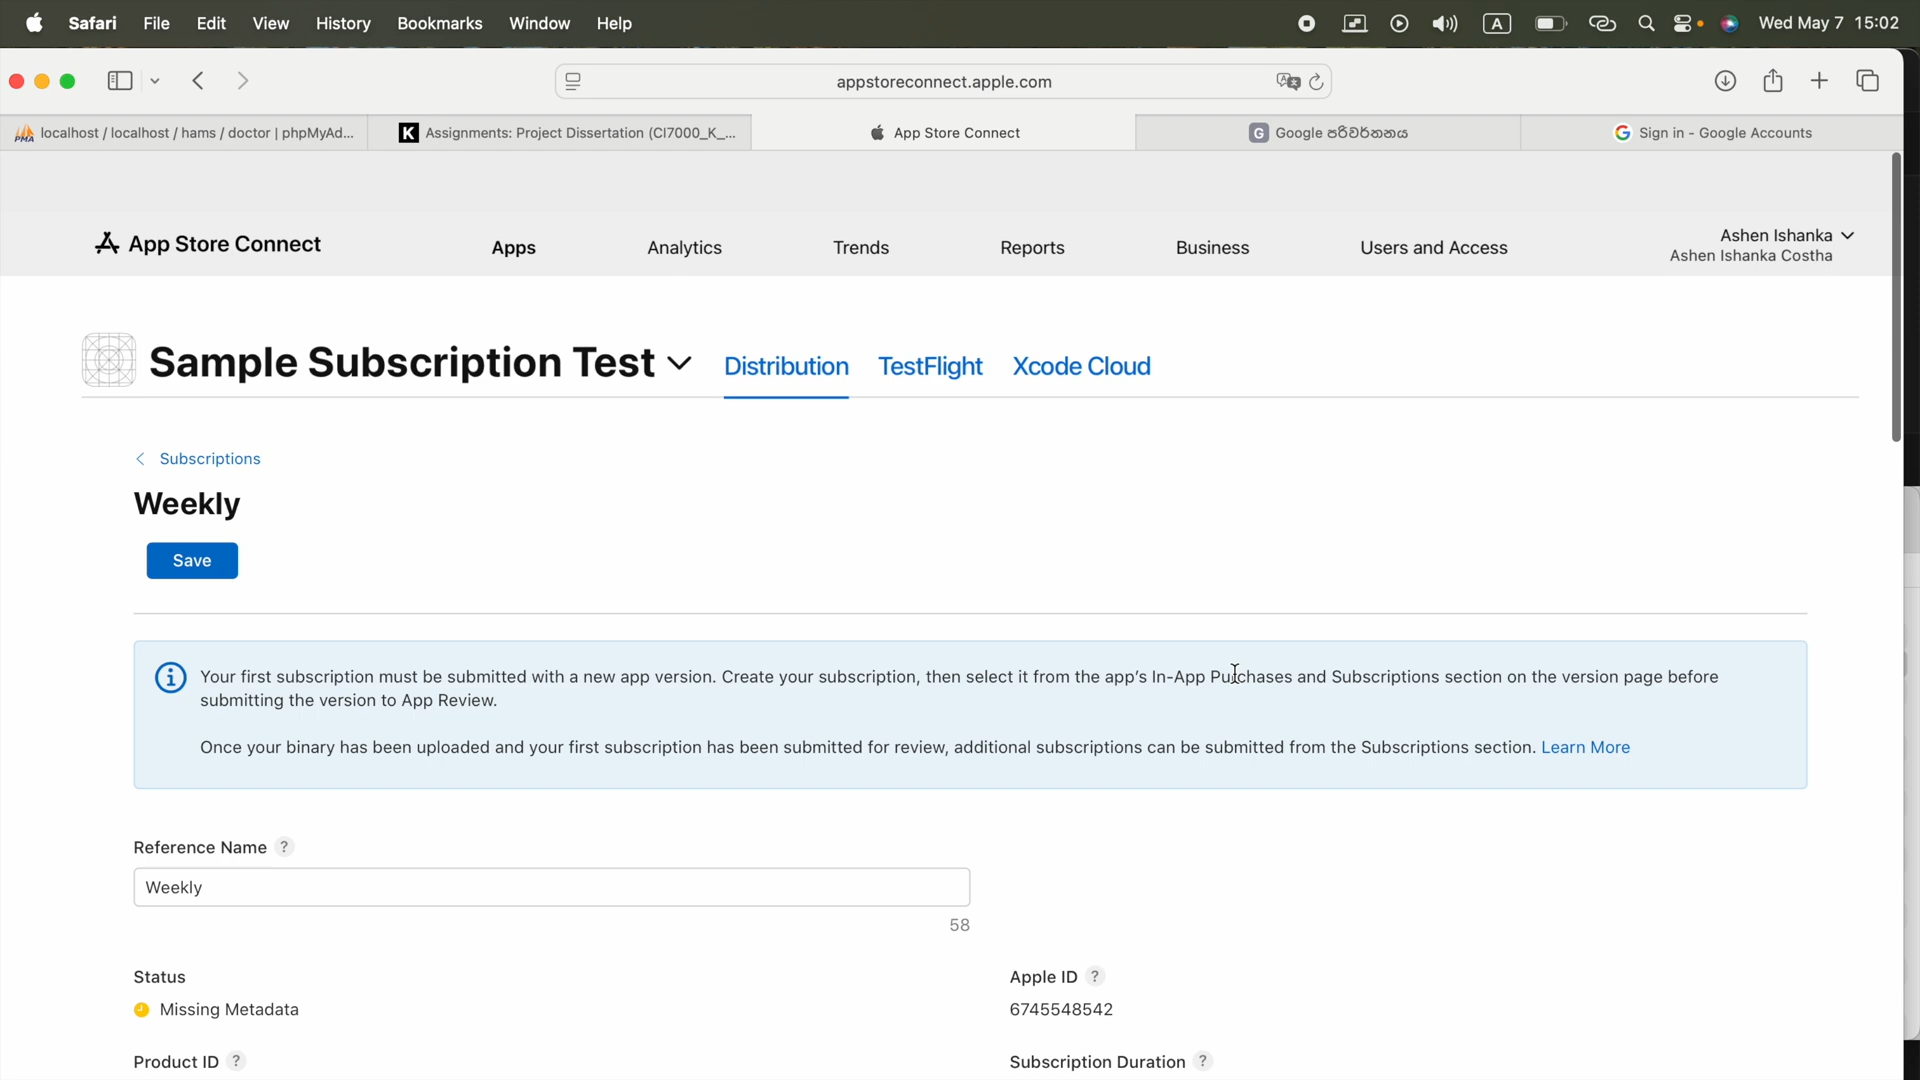 Safari File Edit View History Bookmarks Window Help A Wed May 7 15:02
appstoreconnect.apple.com
localhost / localhost / hams / doctor | phpMyAd... K Assignments: Project Dissertation (CI7000_K_... App Store Connect G Google පරිවර්තනය G Sign in - Google Accounts
App Store Connect Apps Analytics Trends Reports Business Users and Access Ashen Ishanka
Ashen Ishanka Costha
Sample Subscription Test Distribution TestFlight Xcode Cloud
Subscriptions
Weekly
Save
Your first subscription must be submitted with a new app version. Create your subscription, then select it from the app's In-App Purchases and Subscriptions section on the version page before
submitting the version to App Review.
Once your binary has been uploaded and your first subscription has been submitted for review, additional subscriptions can be submitted from the Subscriptions section. Learn More
Reference Name ?
Weekly
58
Status Apple ID ?
Missing Metadata 6745548542
Product ID ? Subscription Duration ?